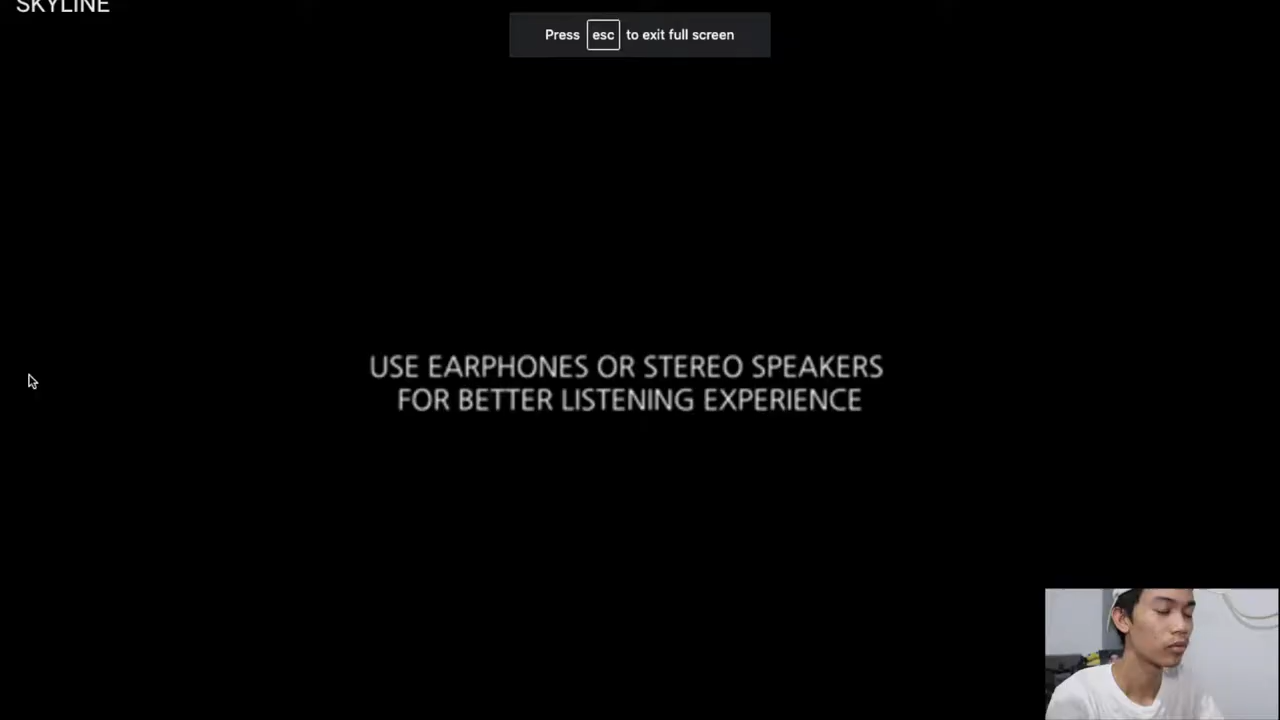 SKYLINE
Press esc to exit full screen
USE EARPHONES OR STEREO SPEAKERS
FOR BETTER LISTENING EXPERIENCE